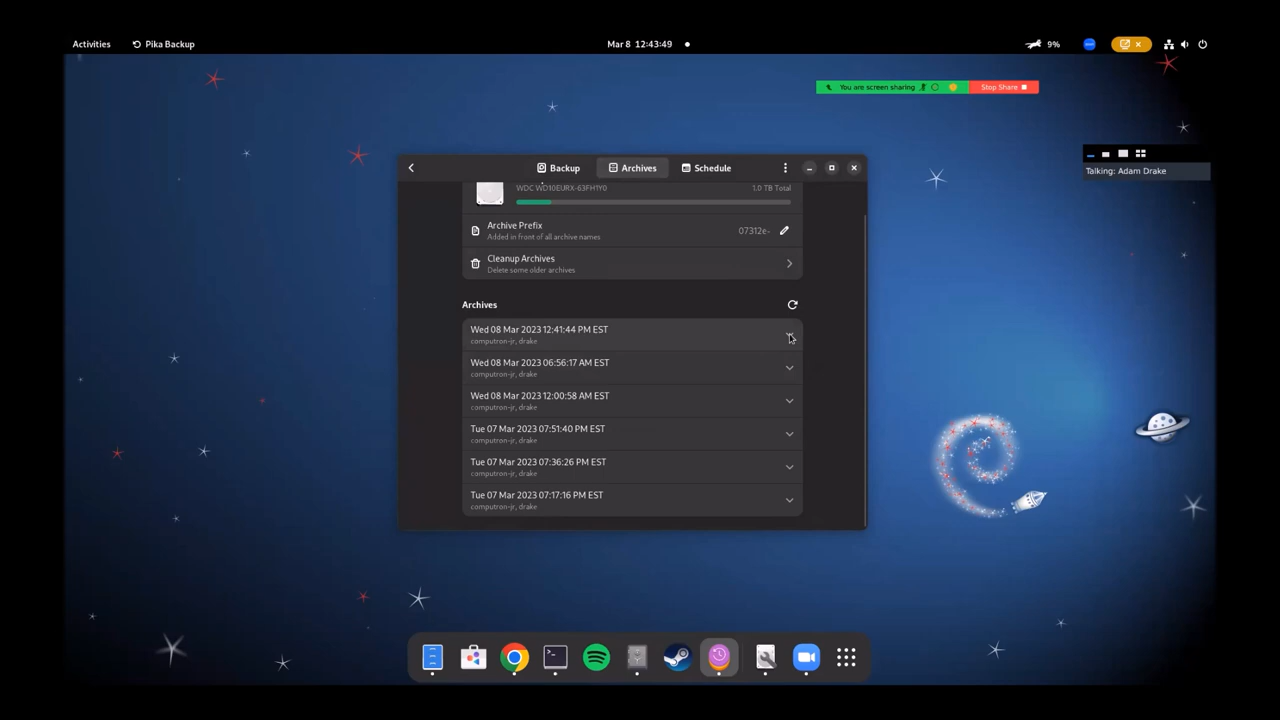 Activities
Pika Backup
Mar 8 12:43:49
9%
You are screen sharing
Stop Share
Talking: Adam Drake
Backup
Archives
Schedule
WDC WD10EURX-63FH1Y0
1.0 TB Total
Archive Prefix
Added in front of all archive names
07312e-
Cleanup Archives
Delete some older archives
Archives
Wed 08 Mar 2023 12:41:44 PM EST
computron-jr, drake
Wed 08 Mar 2023 06:56:17 AM EST
computron-jr, drake
Wed 08 Mar 2023 12:00:58 AM EST
computron-jr, drake
Tue 07 Mar 2023 07:51:40 PM EST
computron-jr, drake
Tue 07 Mar 2023 07:36:26 PM EST
computron-jr, drake
Tue 07 Mar 2023 07:17:16 PM EST
computron-jr, drake